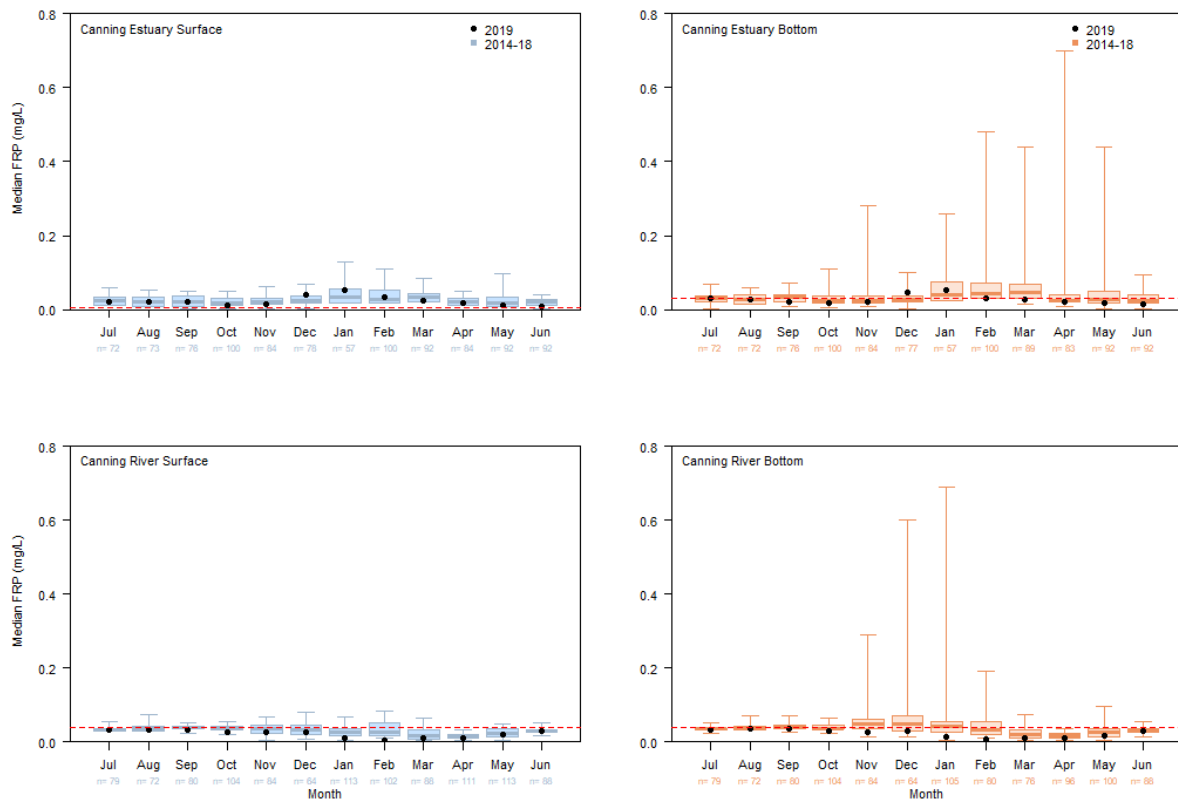 Canning Estuary Surface
2019
2014-18
Median FRP (mg/L)
0.8
0.6
0.4
0.2
0.0
Jul Aug Sep Oct Nov Dec Jan Feb Mar Apr May Jun
n= 72 n= 73 n= 76 n= 100 n= 84 n= 78 n= 57 n= 100 n= 92 n= 84 n= 92 n= 92
Canning Estuary Bottom
2019
2014-18
0.8
0.6
0.4
0.2
0.0
Jul Aug Sep Oct Nov Dec Jan Feb Mar Apr May Jun
n= 72 n= 72 n= 76 n= 100 n= 84 n= 77 n= 57 n= 100 n= 89 n= 83 n= 92 n= 92
Canning River Surface
Median FRP (mg/L)
0.8
0.6
0.4
0.2
0.0
Jul Aug Sep Oct Nov Dec Jan Feb Mar Apr May Jun
n= 79 n= 72 n= 80 n= 104 n= 84 n= 64 n= 113 n= 102 n= 88 n= 111 n= 113 n= 88
Month
Canning River Bottom
0.8
0.6
0.4
0.2
0.0
Jul Aug Sep Oct Nov Dec Jan Feb Mar Apr May Jun
n= 79 n= 72 n= 80 n= 104 n= 84 n= 64 n= 105 n= 80 n= 76 n= 96 n= 100 n= 88
Month